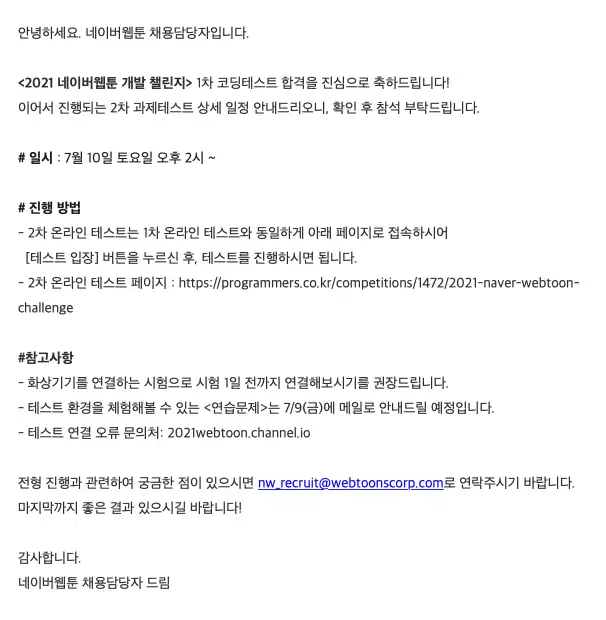 안녕하세요. 네이버웹툰 채용담당자입니다.
<2021 네이버웹툰 개발 챌린지> 1차 코딩테스트 합격을 진심으로 축하드립니다!
이어서 진행되는 2차 과제테스트 상세 일정 안내드리오니, 확인 후 참석 부탁드립니다.
# 일시 : 7월 10일 토요일 오후 2시 ~
# 진행 방법
- 2차 온라인 테스트는 1차 온라인 테스트와 동일하게 아래 페이지로 접속하시어
[테스트 입장] 버튼을 누르신 후, 테스트를 진행하시면 됩니다.
- 2차 온라인 테스트 페이지 : https://programmers.co.kr/competitions/1472/2021-naver-webtoon-
challenge
#참고사항
- 화상기기를 연결하는 시험으로 시험 1일 전까지 연결해보시기를 권장드립니다.
- 테스트 환경을 체험해볼 수 있는 <연습문제>는 7/9(금)에 메일로 안내드릴 예정입니다.
- 테스트 연결 오류 문의처: 2021webtoon.channel.io
전형 진행과 관련하여 궁금한 점이 있으시면 nw_recruit@webtoonscorp.com로 연락주시기 바랍니다.
마지막까지 좋은 결과 있으시길 바랍니다!
감사합니다.
네이버웹툰 채용담당자 드림